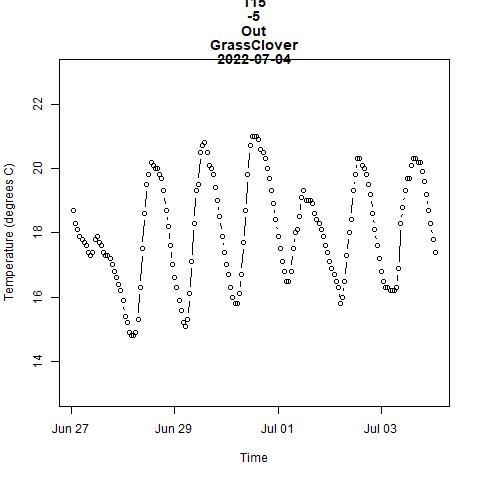 T15
-5
Out
GrassClover
2022-07-04
Temperature (degrees C)
22
20
18
16
14
Jun 27
Jun 29
Jul 01
Jul 03
Time